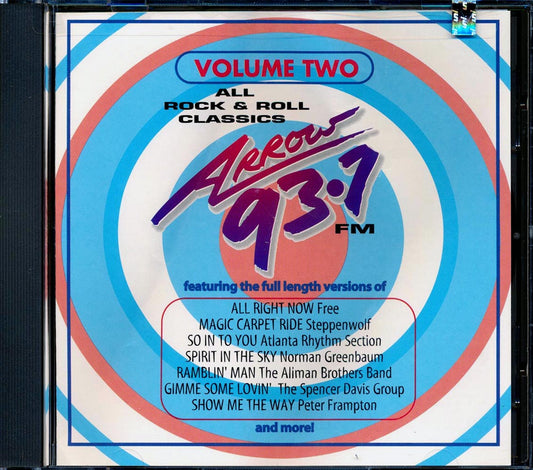 VOLUME TWO
ALL
ROCK & ROLL
CLASSICS
ARROW
93.7
FM
featuring the full length versions of
ALL RIGHT NOW Free
MAGIC CARPET RIDE Steppenwolf
SO IN TO YOU Atlanta Rhythm Section
SPIRIT IN THE SKY Norman Greenbaum
RAMBLIN' MAN The Allman Brothers Band
GIMME SOME LOVIN' The Spencer Davis Group
SHOW ME THE WAY Peter Frampton
and more!